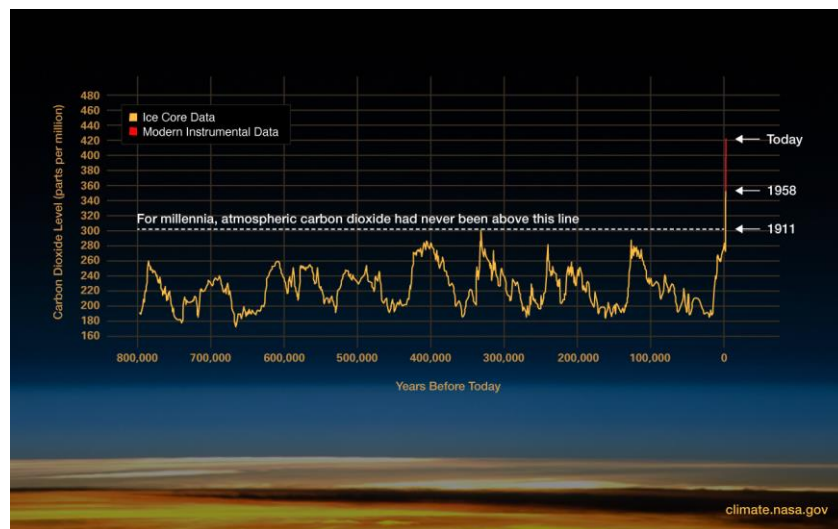 Carbon Dioxide Level (parts per million)
480
460
440
420
400
380
360
340
320
300
280
260
240
220
200
180
160
Ice Core Data
Modern Instrumental Data
Today
1958
For millennia, atmospheric carbon dioxide had never been above this line
1911
800,000 700,000 600,000 500,000 400,000 300,000 200,000 100,000 0
Years Before Today
climate.nasa.gov